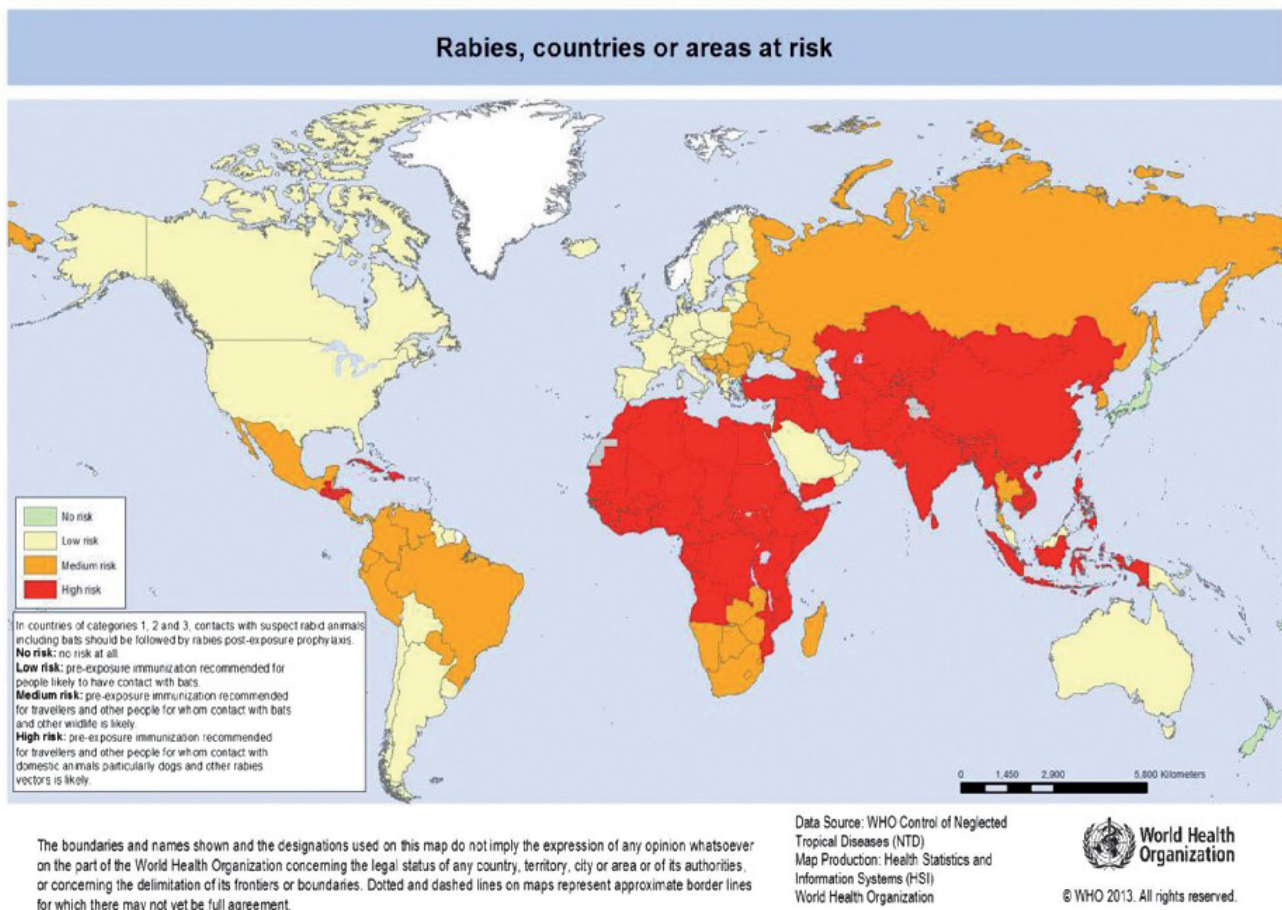 Rabies, countries or areas at risk
No risk
Low risk
Medium risk
High risk
In countries of categories 1, 2 and 3, contacts with suspect rabid animals
including bats should be followed by rabies post-exposure prophylaxis.
No risk: no risk at all.
Low risk: pre-exposure immunization recommended for
people likely to have contact with bats.
Medium risk: pre-exposure immunization recommended
for travellers and other people for whom contact with bats
and other wildlife is likely.
High risk: pre-exposure immunization recommended
for travellers and other people for whom contact with
domestic animals particularly dogs and other rabies
vectors is likely.
0 1,450 2,900 5,800 Kilometers
The boundaries and names shown and the designations used on this map do not imply the expression of any opinion whatsoever
on the part of the World Health Organization concerning the legal status of any country, territory, city or area or of its authorities,
or concerning the delimitation of its frontiers or boundaries. Dotted and dashed lines on maps represent approximate border lines
for which there may not yet be full agreement.
Data Source: WHO Control of Neglected
Tropical Diseases (NTD)
Map Production: Health Statistics and
Information Systems (HSI)
World Health Organization
World Health
Organization
© WHO 2013. All rights reserved.